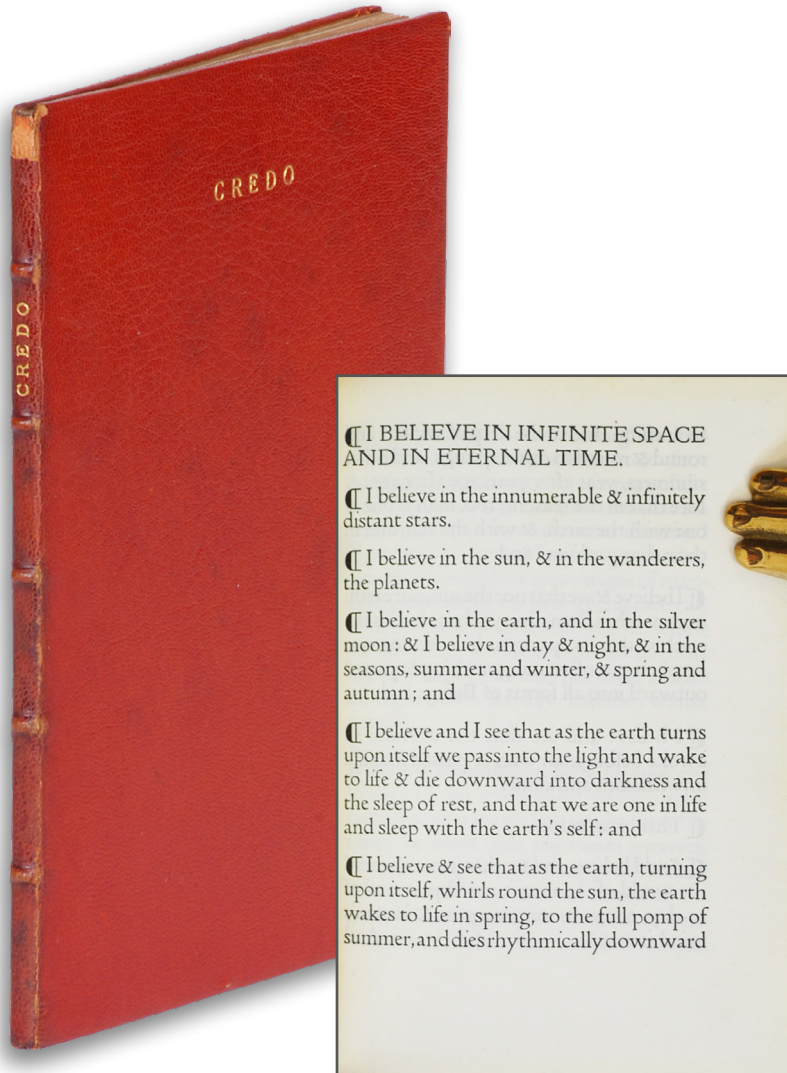 CREDO
CREDO
¶ I BELIEVE IN INFINITE SPACE
AND IN ETERNAL TIME.
¶ I believe in the innumerable & infinitely
distant stars.
¶ I believe in the sun, & in the wanderers,
the planets.
¶ I believe in the earth, and in the silver
moon: & I believe in day & night, & in the
seasons, summer and winter, & spring and
autumn; and
¶ I believe and I see that as the earth turns
upon itself we pass into the light and wake
to life & die downward into darkness and
the sleep of rest, and that we are one in life
and sleep with the earth's self: and
¶ I believe & see that as the earth, turning
upon itself, whirls round the sun, the earth
wakes to life in spring, to the full pomp of
summer, and dies rhythmically downward